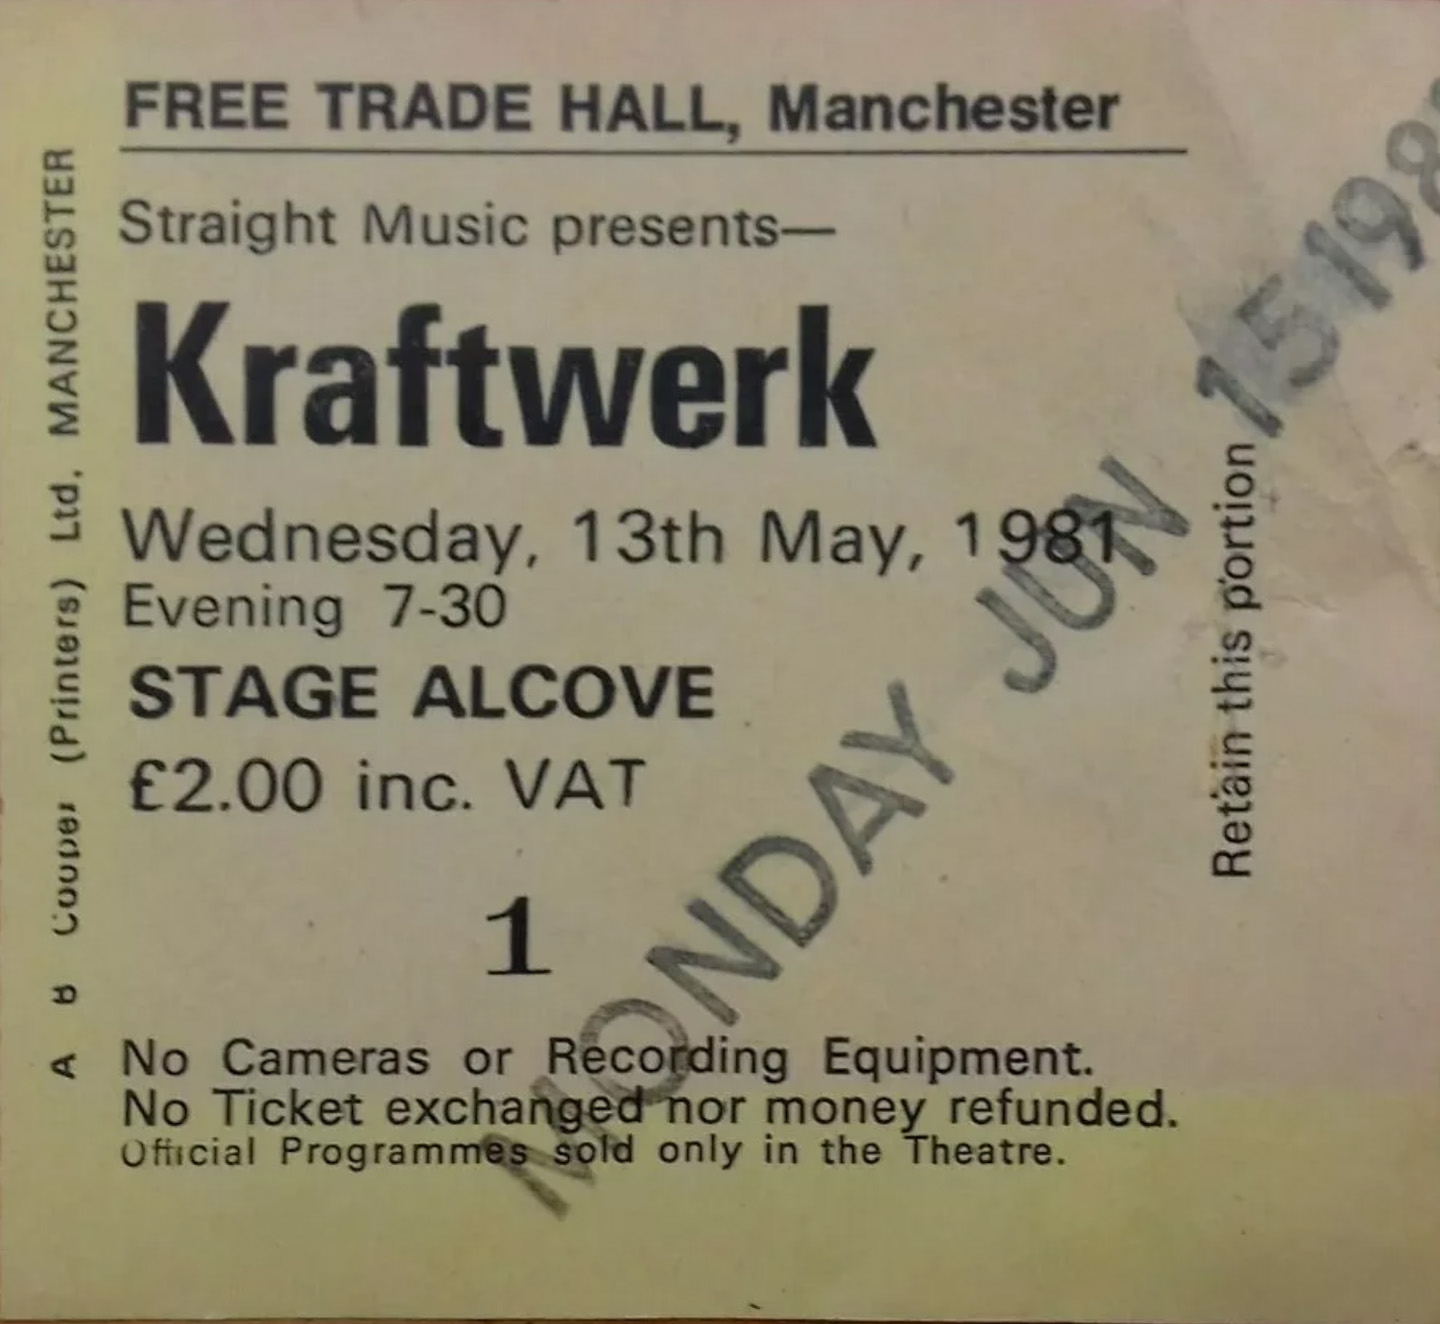 FREE TRADE HALL, Manchester
Straight Music presents—
Kraftwerk
Wednesday, 13th May, 1981
Evening 7-30
STAGE ALCOVE
£2.00 inc. VAT
1
No Cameras or Recording Equipment.
No Ticket exchanged nor money refunded.
Official Programmes sold only in the Theatre.
MONDAY JUN 15 198
Retain this portion
A B Cooper (Printers) Ltd. MANCHESTER